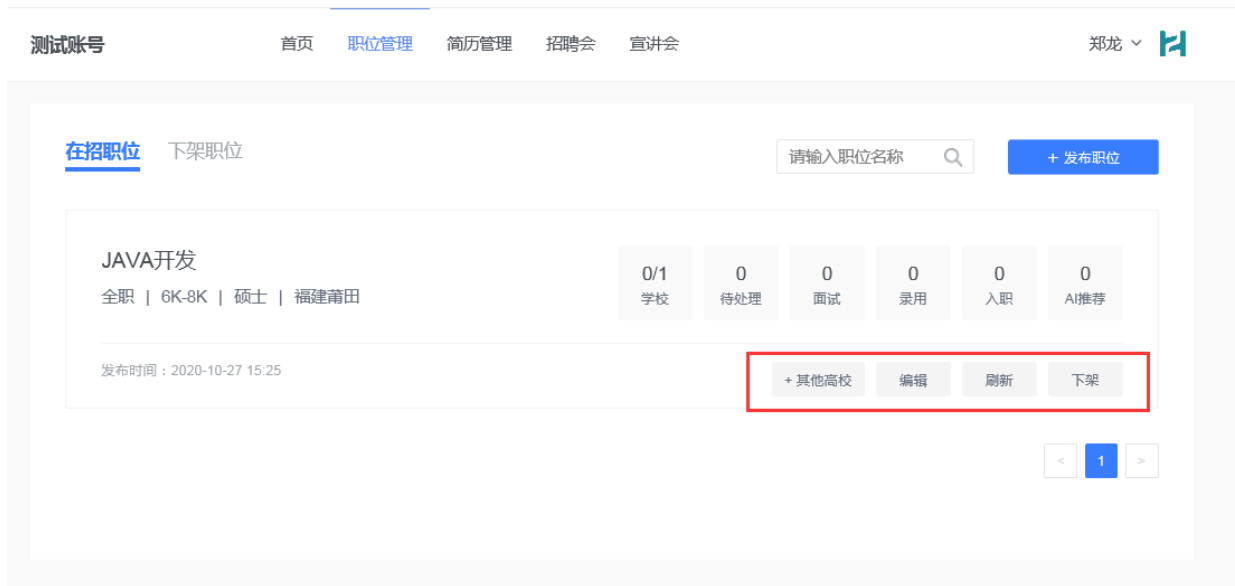 测试账号 首页 职位管理 简历管理 招聘会 宣讲会 郑龙
在招职位 下架职位 请输入职位名称 + 发布职位
JAVA开发
全职 | 6K-8K | 硕士 | 福建莆田
0/1 0 0 0 0 0
学校 待处理 面试 录用 入职 AI推荐
发布时间：2020-10-27 15:25 + 其他高校 编辑 刷新 下架
< 1 >